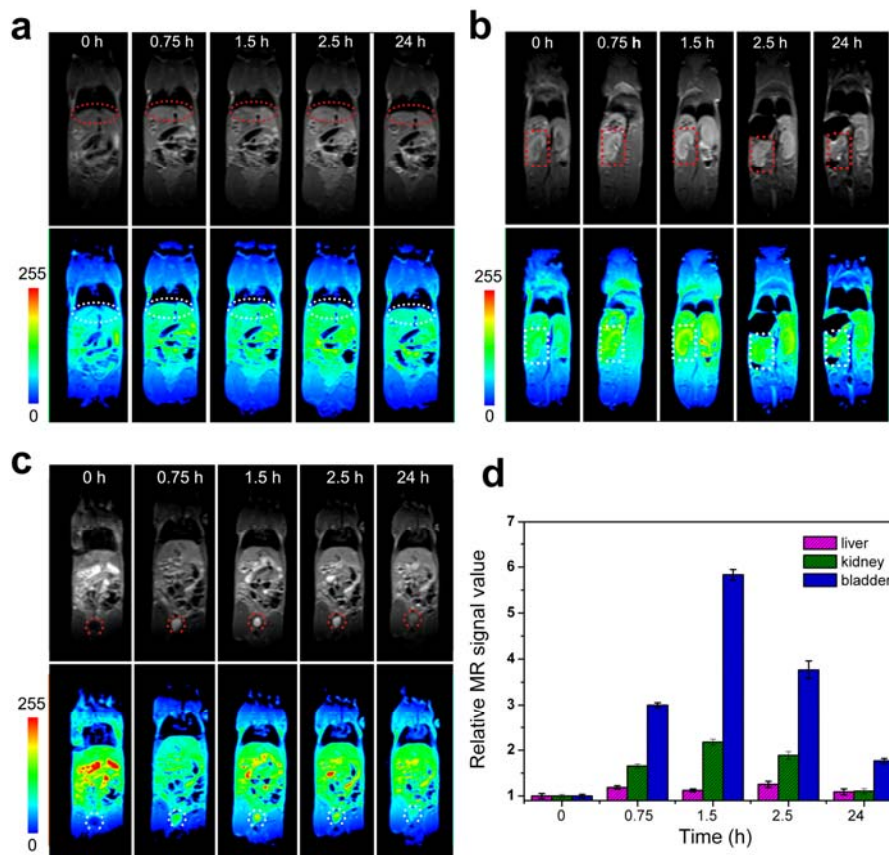 a
0 h 0.75 h 1.5 h 2.5 h 24 h
255
0
b
0 h 0.75 h 1.5 h 2.5 h 24 h
255
0
c
0 h 0.75 h 1.5 h 2.5 h 24 h
255
0
d
7
6
5
4
3
2
1
Relative MR signal value
liver
kidney
bladder
0 0.75 1.5 2.5 24
Time (h)